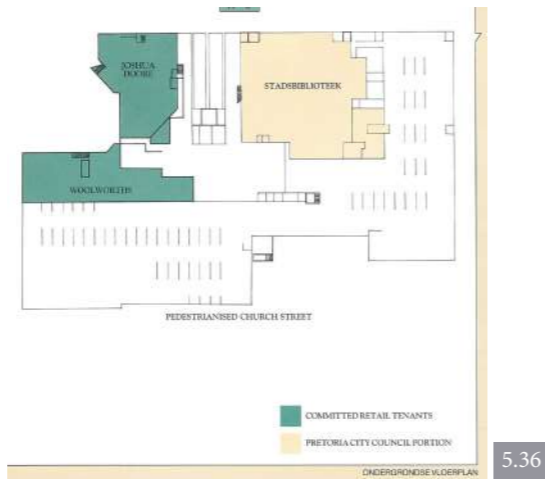 JOSHUA
DOORE
STADSBIBLIOTEEK
WOOLWORTHS
PEDESTRIANISED CHURCH STREET
COMMITTED RETAIL TENANTS
PRETORIA CITY COUNCIL PORTION
ONDERGRONDSE VLOERPLAN
5.36